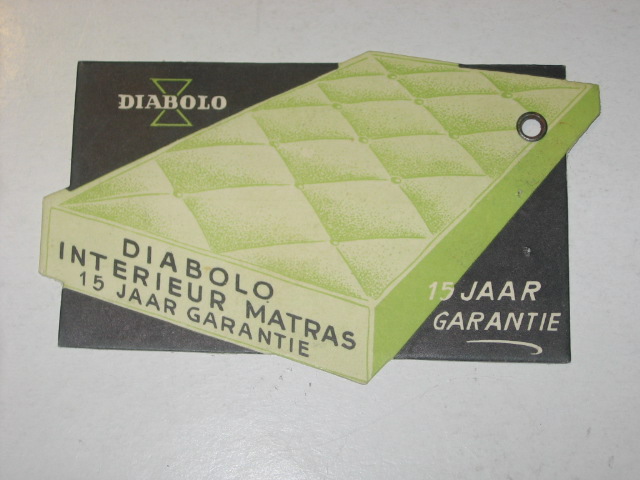 DIABOLO
DIABOLO
INTERIEUR MATRAS
15 JAAR GARANTIE
15 JAAR
GARANTIE